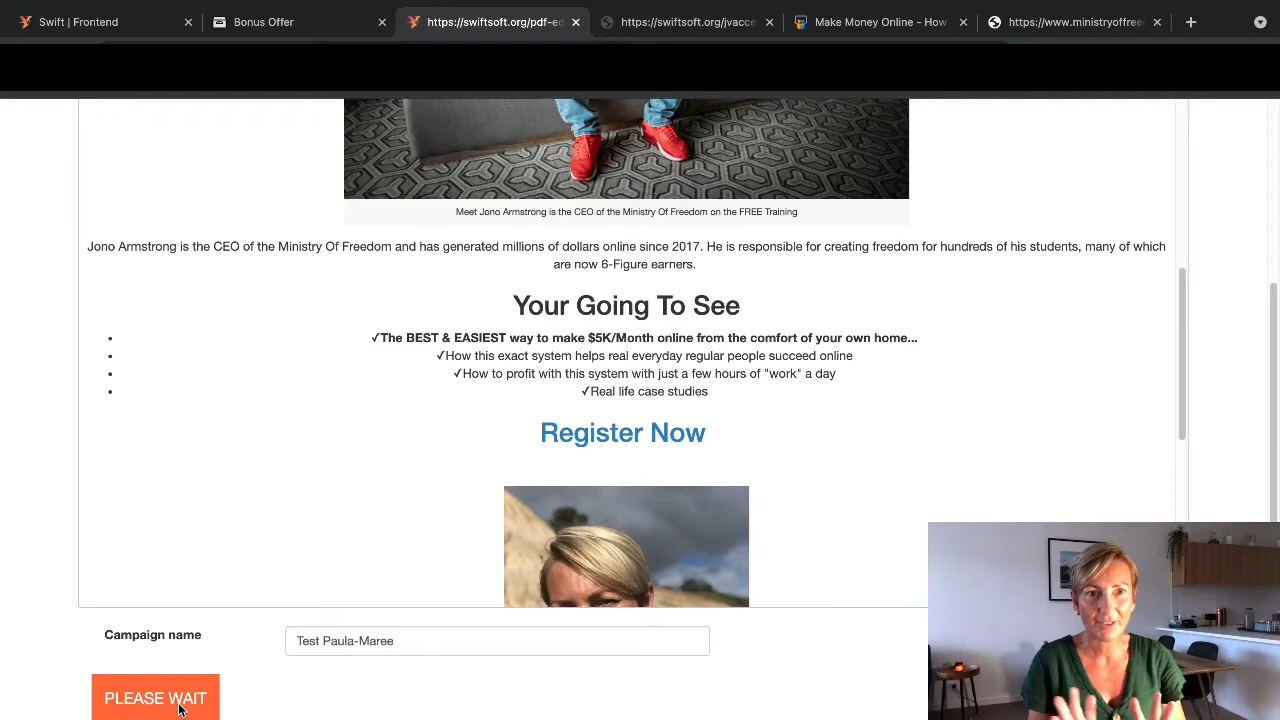 Swift | Frontend
Bonus Offer
https://swiftsoft.org/pdf-ed
https://swiftsoft.org/jvacce
Make Money Online - How
https://www.ministryoffree
Meet Jono Armstrong is the CEO of the Ministry Of Freedom on the FREE Training
Jono Armstrong is the CEO of the Ministry Of Freedom and has generated millions of dollars online since 2017. He is responsible for creating freedom for hundreds of his students, many of which
are now 6-Figure earners.
Your Going To See
✓The BEST & EASIEST way to make $5K/Month online from the comfort of your own home...
✓How this exact system helps real everyday regular people succeed online
✓How to profit with this system with just a few hours of "work" a day
✓Real life case studies
Register Now
Campaign name
Test Paula-Maree
PLEASE WAIT